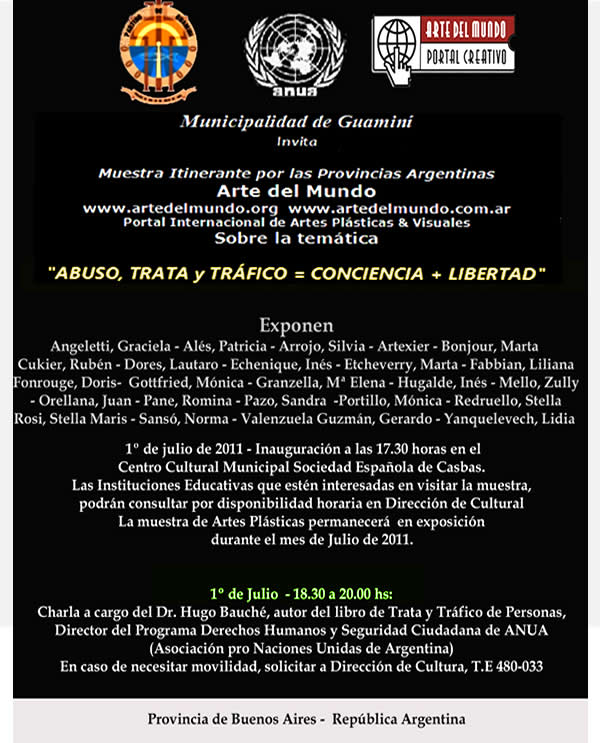 anua
ARTE DEL MUNDO
PORTAL CREATIVO
Municipalidad de Guaminí
Invita
Muestra Itinerante por las Provincias Argentinas
Arte del Mundo
www.artedelmundo.org www.artedelmundo.com.ar
Portal Internacional de Artes Plásticas & Visuales
Sobre la temática
"ABUSO, TRATA y TRÁFICO = CONCIENCIA + LIBERTAD"
Exponen
Angeletti, Graciela - Alés, Patricia - Arrojo, Silvia - Artexier - Bonjour, Marta
Cukier, Rubén - Dores, Lautaro - Echenique, Inés - Etcheverry, Marta - Fabbian, Liliana
Fonrouge, Doris- Gottfried, Mónica - Granzella, Mª Elena - Hugalde, Inés - Mello, Zully
- Orellana, Juan - Pane, Romina - Pazo, Sandra -Portillo, Mónica - Redruello, Stella
Rosi, Stella Maris - Sansó, Norma - Valenzuela Guzmán, Gerardo - Yanquelevech, Lidia
1º de julio de 2011 - Inauguración a las 17.30 horas en el
Centro Cultural Municipal Sociedad Española de Casbas.
Las Instituciones Educativas que estén interesadas en visitar la muestra,
podrán consultar por disponibilidad horaria en Dirección de Cultural
La muestra de Artes Plásticas permanecerá en exposición
durante el mes de Julio de 2011.
1º de Julio - 18.30 a 20.00 hs:
Charla a cargo del Dr. Hugo Bauché, autor del libro de Trata y Tráfico de Personas,
Director del Programa Derechos Humanos y Seguridad Ciudadana de ANUA
(Asociación pro Naciones Unidas de Argentina)
En caso de necesitar movilidad, solicitar a Dirección de Cultura, T.E 480-033
Provincia de Buenos Aires - República Argentina